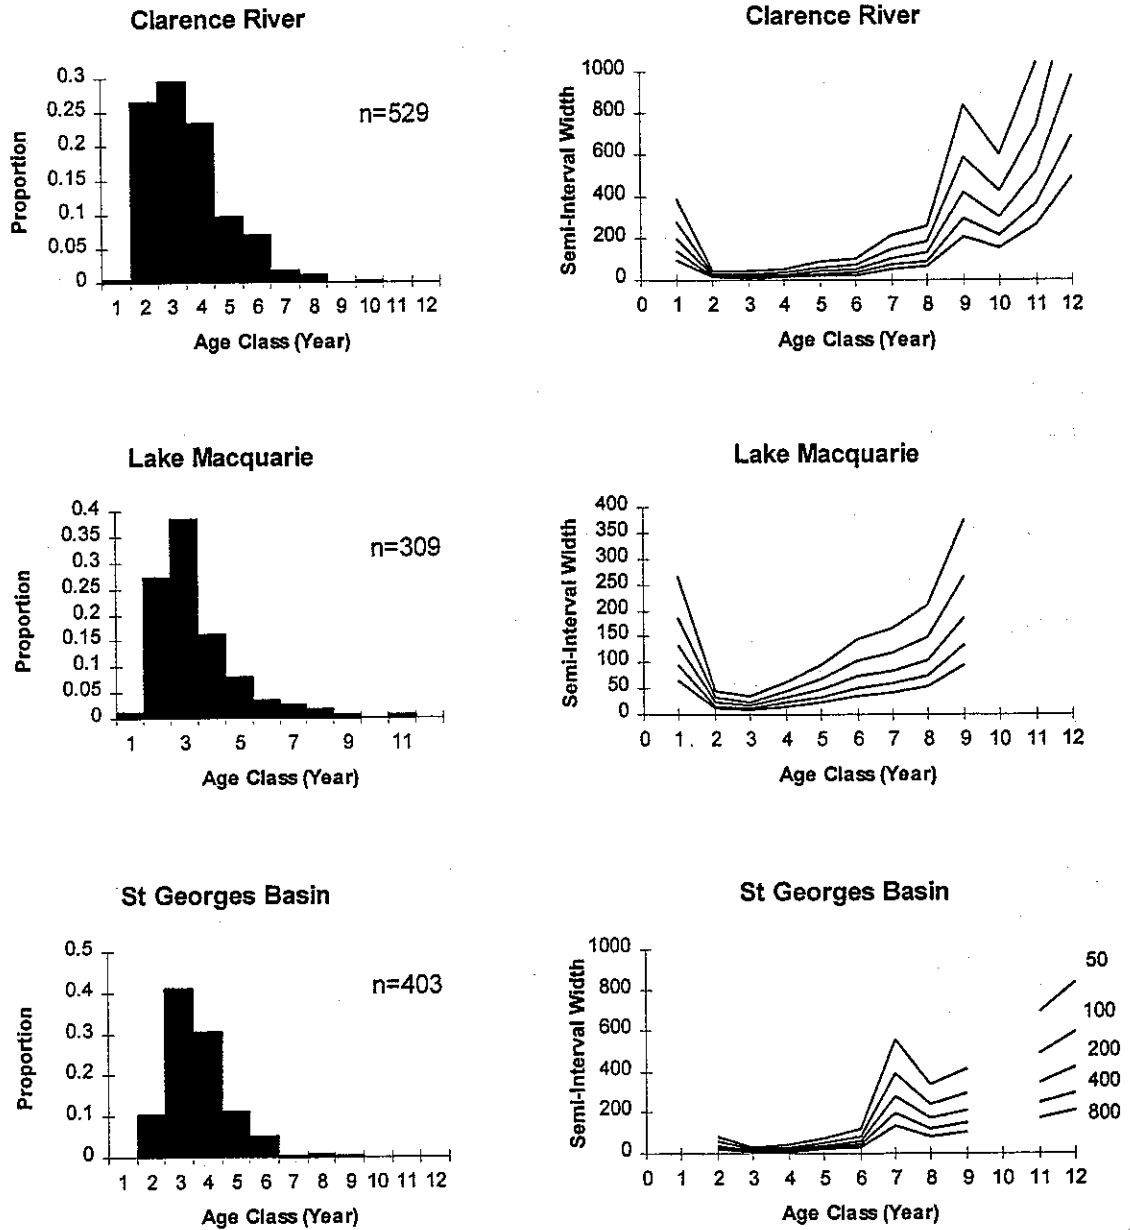 Clarence River
0.3
0.25
0.2
0.15
0.1
0.05
0
Proportion
n=529
1 2 3 4 5 6 7 8 9 10 11 12
Age Class (Year)
Clarence River
1000
800
600
400
200
0
Semi-Interval Width
0 1 2 3 4 5 6 7 8 9 10 11 12
Age Class (Year)
Lake Macquarie
0.4
0.35
0.3
0.25
0.2
0.15
0.1
0.05
0
Proportion
n=309
1 3 5 7 9 11
Age Class (Year)
Lake Macquarie
400
350
300
250
200
150
100
50
0
Semi-Interval Width
0 1 2 3 4 5 6 7 8 9 10 11 12
Age Class (Year)
St Georges Basin
0.5
0.4
0.3
0.2
0.1
0
Proportion
n=403
1 2 3 4 5 6 7 8 9 10 11 12
Age Class (Year)
St Georges Basin
1000
800
600
400
200
0
Semi-Interval Width
50
100
200
400
800
0 1 2 3 4 5 6 7 8 9 10 11 12
Age Class (Year)